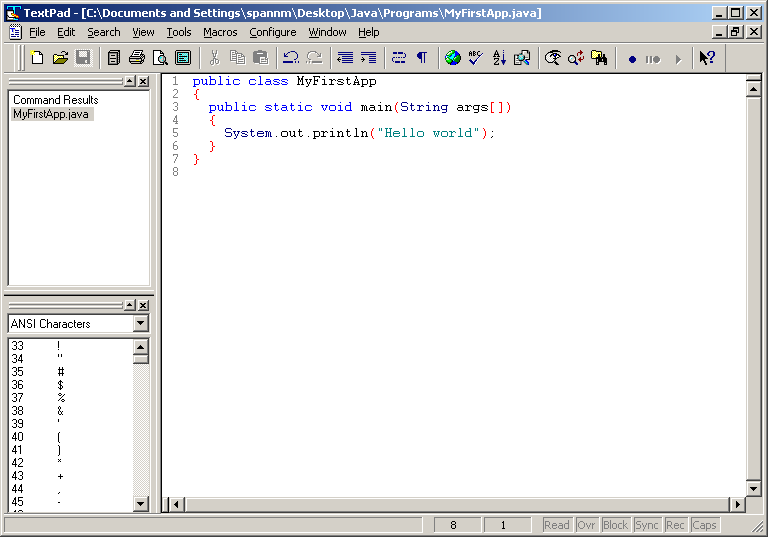 TextPad - [C:\Documents and Settings\spannm\Desktop\Java\Programs\MyFirstApp.java]
File Edit Search View Tools Macros Configure Window Help
ABC
A
Z
2
Command Results
MyFirstApp.java
1 public class MyFirstApp
2 {
3 public static void main(String args[])
4 {
5 System.out.println("Hello world");
6 }
7 }
8
ANSI Characters
33 !
34 "
35 #
36 $
37 %
38 &
39 '
40 (
41 )
42 *
43 +
44 ,
45 -
8 1 Read Ovr Block Sync Rec Caps